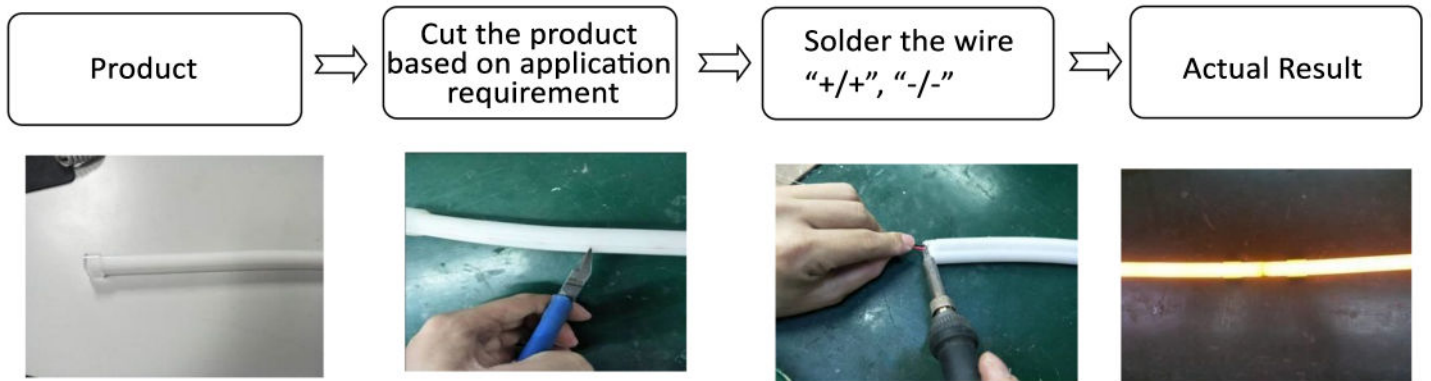 Product
Cut the product
based on application
requirement
Solder the wire
“+/+”, “-/-”
Actual Result